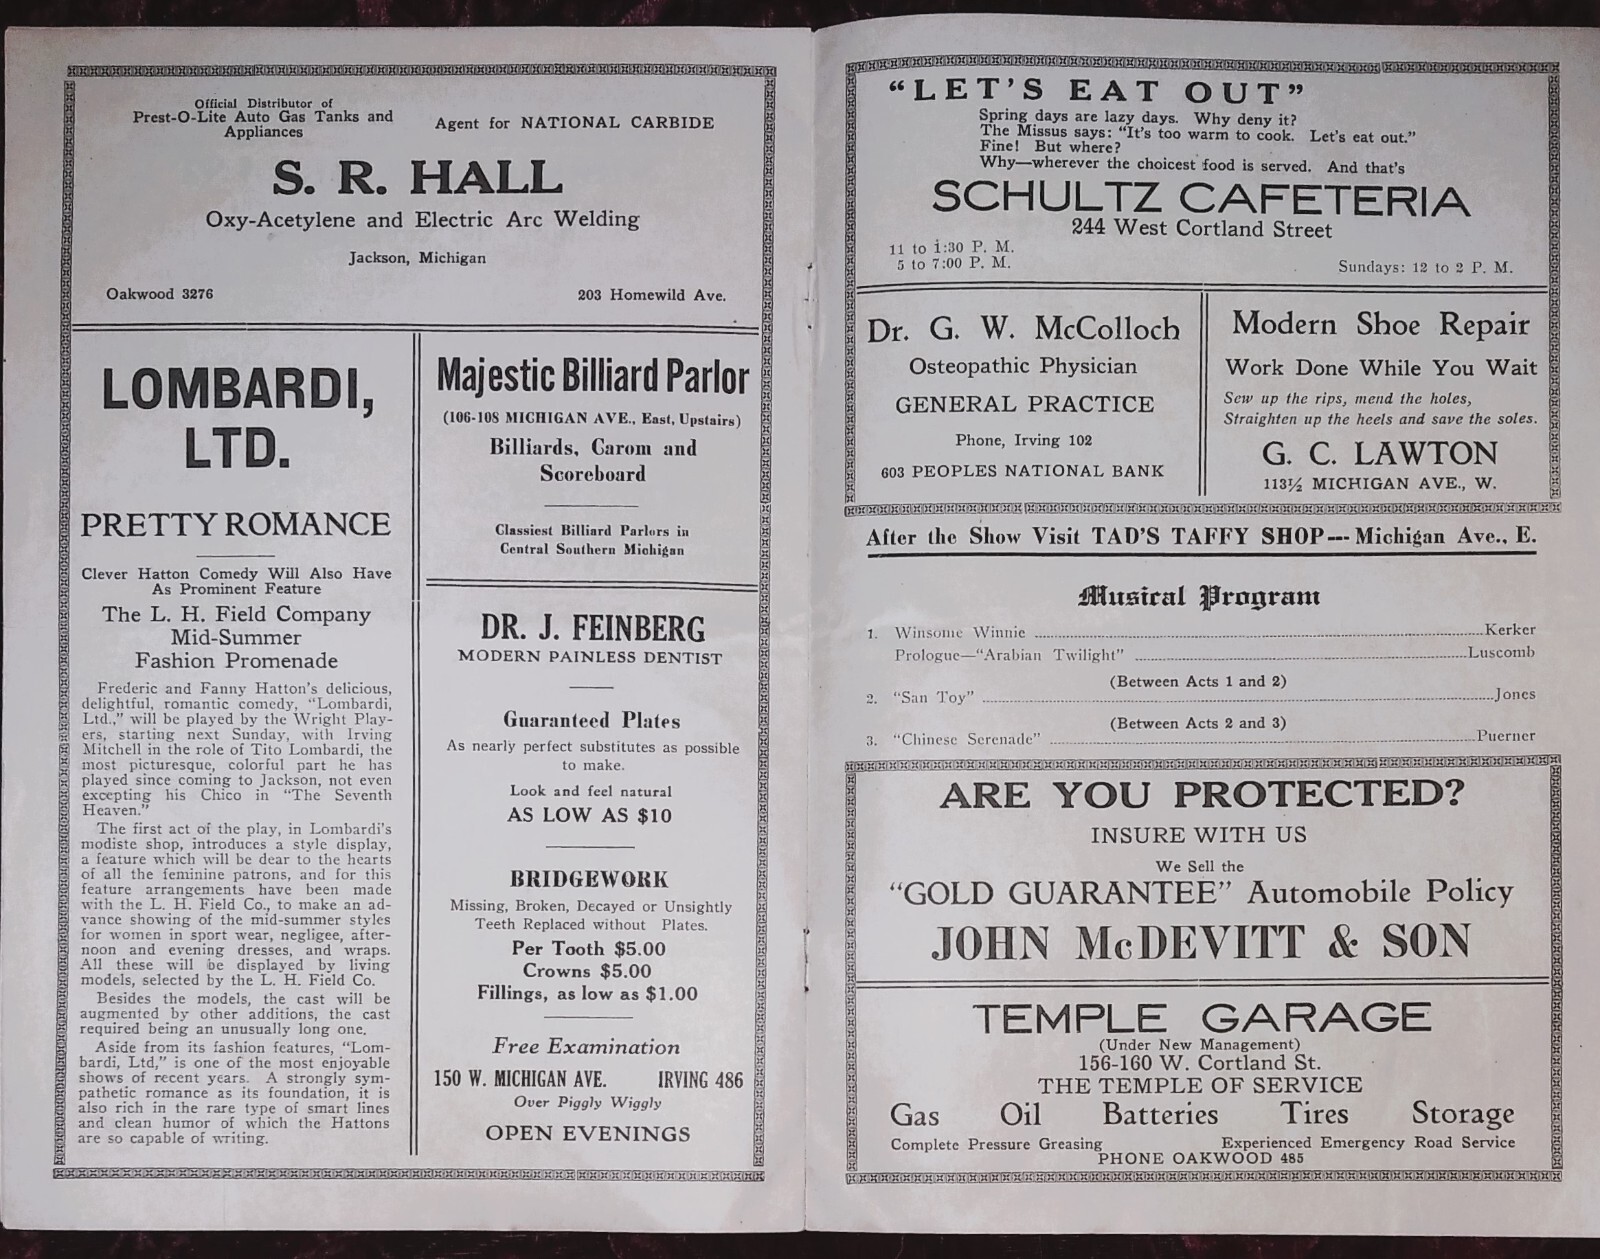 Official Distributor of
Prest-O-Lite Auto Gas Tanks and
Appliances
Agent for NATIONAL CARBIDE
S. R. HALL
Oxy-Acetylene and Electric Arc Welding
Jackson, Michigan
Oakwood 3276
203 Homewild Ave.
LOMBARDI,
LTD.
PRETTY ROMANCE
Clever Hatton Comedy Will Also Have
As Prominent Feature
The L. H. Field Company
Mid-Summer
Fashion Promenade
Frederic and Fanny Hatton's delicious,
delightful, romantic comedy, "Lombardi,
Ltd.," will be played by the Wright Play-
ers, starting next Sunday, with Irving
Mitchell in the role of Tito Lombardi, the
most picturesque, colorful part he has
played since coming to Jackson, not even
excepting his Chico in "The Seventh
Heaven."
The first act of the play, in Lombardi's
modiste shop, introduces a style display,
a feature which will be dear to the hearts
of all the feminine patrons, and for this
feature arrangements have been made
with the L. H. Field Co., to make an ad-
vance showing of the mid-summer styles
for women in sport wear, negligee, after-
noon and evening dresses, and wraps.
All these will be displayed by living
models, selected by the L. H. Field Co.
Besides the models, the cast will be
augmented by other additions, the cast
required being an unusually long one.
Aside from its fashion features, "Lom-
bardi, Ltd," is one of the most enjoyable
shows of recent years. A strongly sym-
pathetic romance as its foundation, it is
also rich in the rare type of smart lines
and clean humor of which the Hattons
are so capable of writing.
Majestic Billiard Parlor
(106-108 MICHIGAN AVE., East, Upstairs)
Billiards, Carom and
Scoreboard
Classiest Billiard Parlors in
Central Southern Michigan
DR. J. FEINBERG
MODERN PAINLESS DENTIST
Guaranteed Plates
As nearly perfect substitutes as possible
to make.
Look and feel natural
AS LOW AS $10
BRIDGEWORK
Missing, Broken, Decayed or Unsightly
Teeth Replaced without Plates.
Per Tooth $5.00
Crowns $5.00
Fillings, as low as $1.00
Free Examination
150 W. MICHIGAN AVE. IRVING 486
Over Piggly Wiggly
OPEN EVENINGS
"LET'S EAT OUT"
Spring days are lazy days. Why deny it?
The Missus says: "It's too warm to cook. Let's eat out."
Fine! But where?
Why—wherever the choicest food is served. And that's
SCHULTZ CAFETERIA
244 West Cortland Street
11 to 1:30 P. M.
5 to 7:00 P. M.
Sundays: 12 to 2 P. M.
Dr. G. W. McColloch
Osteopathic Physician
GENERAL PRACTICE
Phone, Irving 102
603 PEOPLES NATIONAL BANK
Modern Shoe Repair
Work Done While You Wait
Sew up the rips, mend the holes,
Straighten up the heels and save the soles.
G. C. LAWTON
113½ MICHIGAN AVE., W.
After the Show Visit TAD'S TAFFY SHOP---Michigan Ave., E.
Musical Program
1. Winsome Winnie ........ Kerker
Prologue—"Arabian Twilight" ........ Luscomb
(Between Acts 1 and 2)
2. "San Toy" ........ Jones
(Between Acts 2 and 3)
3. "Chinese Serenade" ........ Puerner
ARE YOU PROTECTED?
INSURE WITH US
We Sell the
"GOLD GUARANTEE" Automobile Policy
JOHN McDEVITT & SON
TEMPLE GARAGE
(Under New Management)
156-160 W. Cortland St.
THE TEMPLE OF SERVICE
Gas Oil Batteries Tires Storage
Complete Pressure Greasing Experienced Emergency Road Service
PHONE OAKWOOD 485